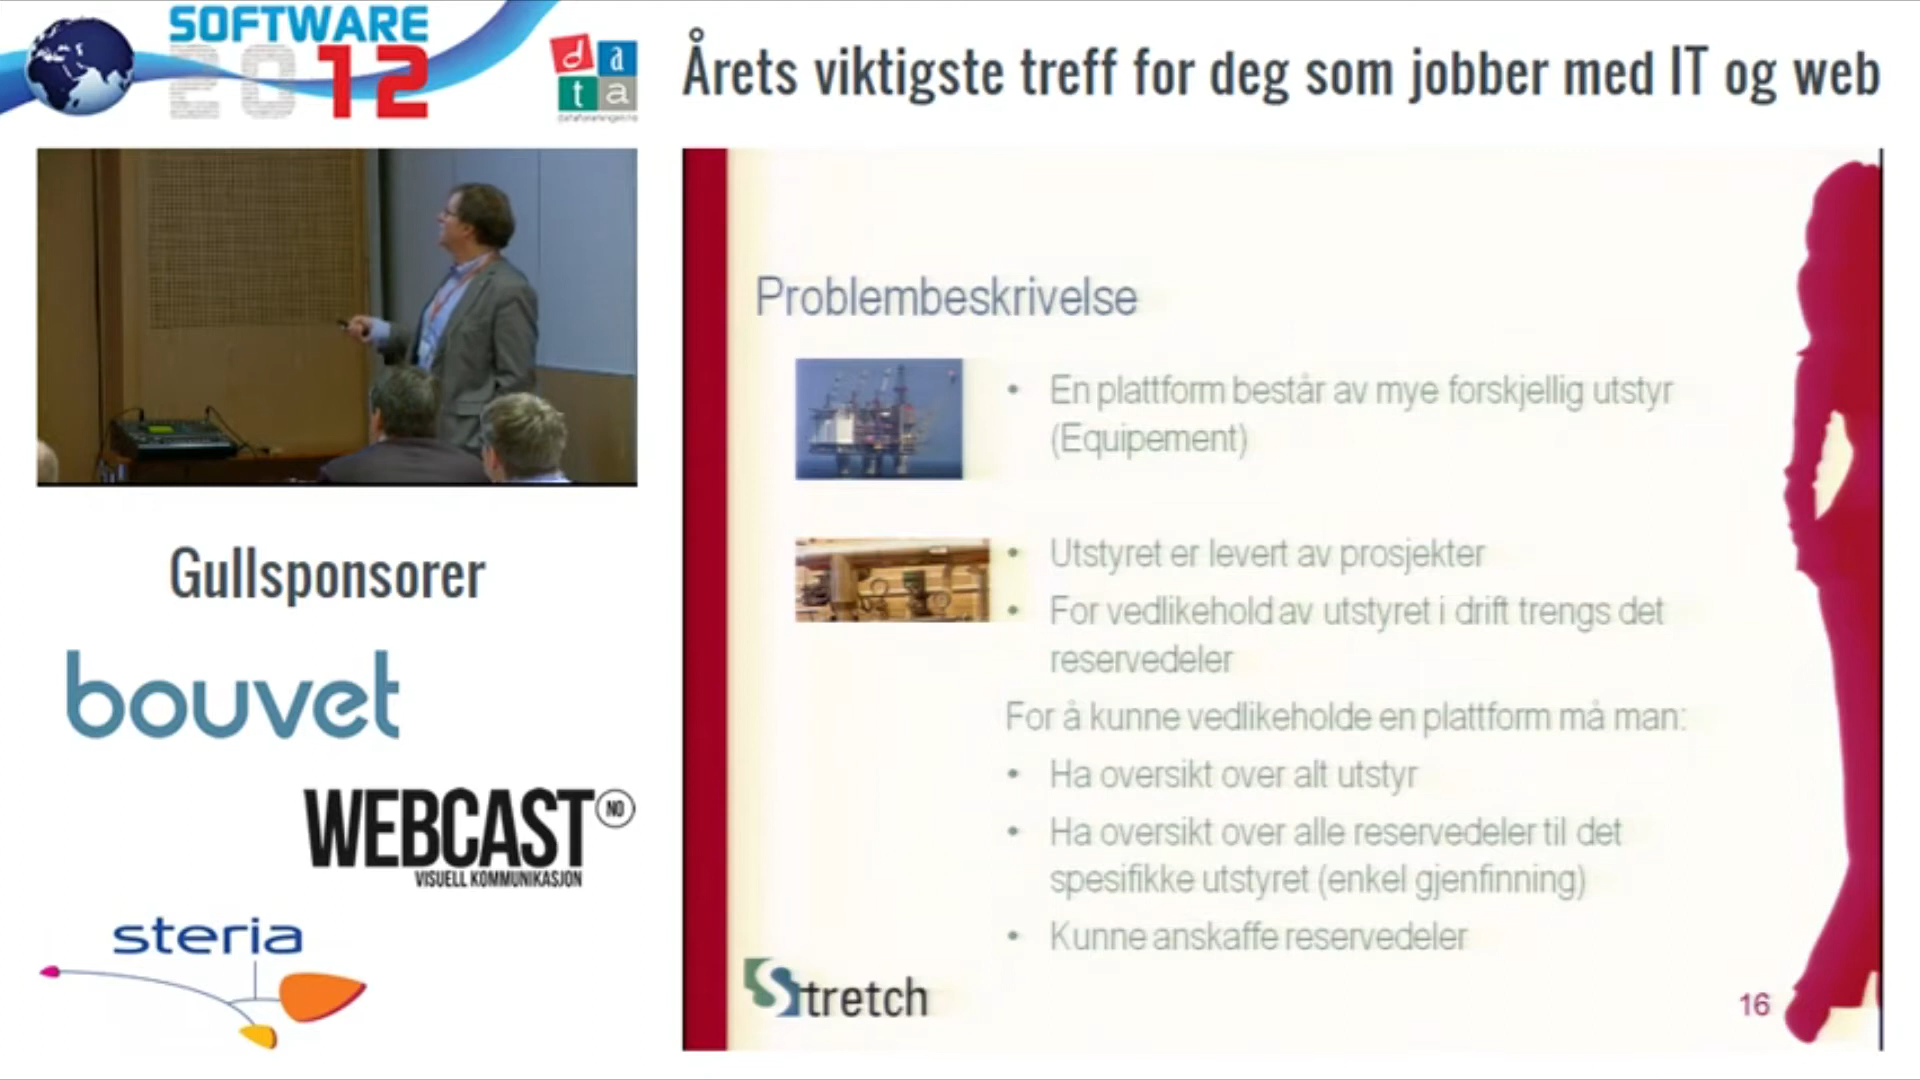 SOFTWARE
2012
d a
t a
Årets viktigste treff for deg som jobber med IT og web
Problembeskrivelse
• En plattform består av mye forskjellig utstyr
(Equipement)
• Utstyret er levert av prosjekter
• For vedlikehold av utstyret i drift trengs det
reservedeler
For å kunne vedlikeholde en plattform må man:
• Ha oversikt over alt utstyr
• Ha oversikt over alle reservedeler til det
spesifikke utstyret (enkel gjenfinning)
• Kunne anskaffe reservedeler
Stretch
16
Gullsponsorer
bouvet
WEBCAST NO
VISUELL KOMMUNIKASJON
steria